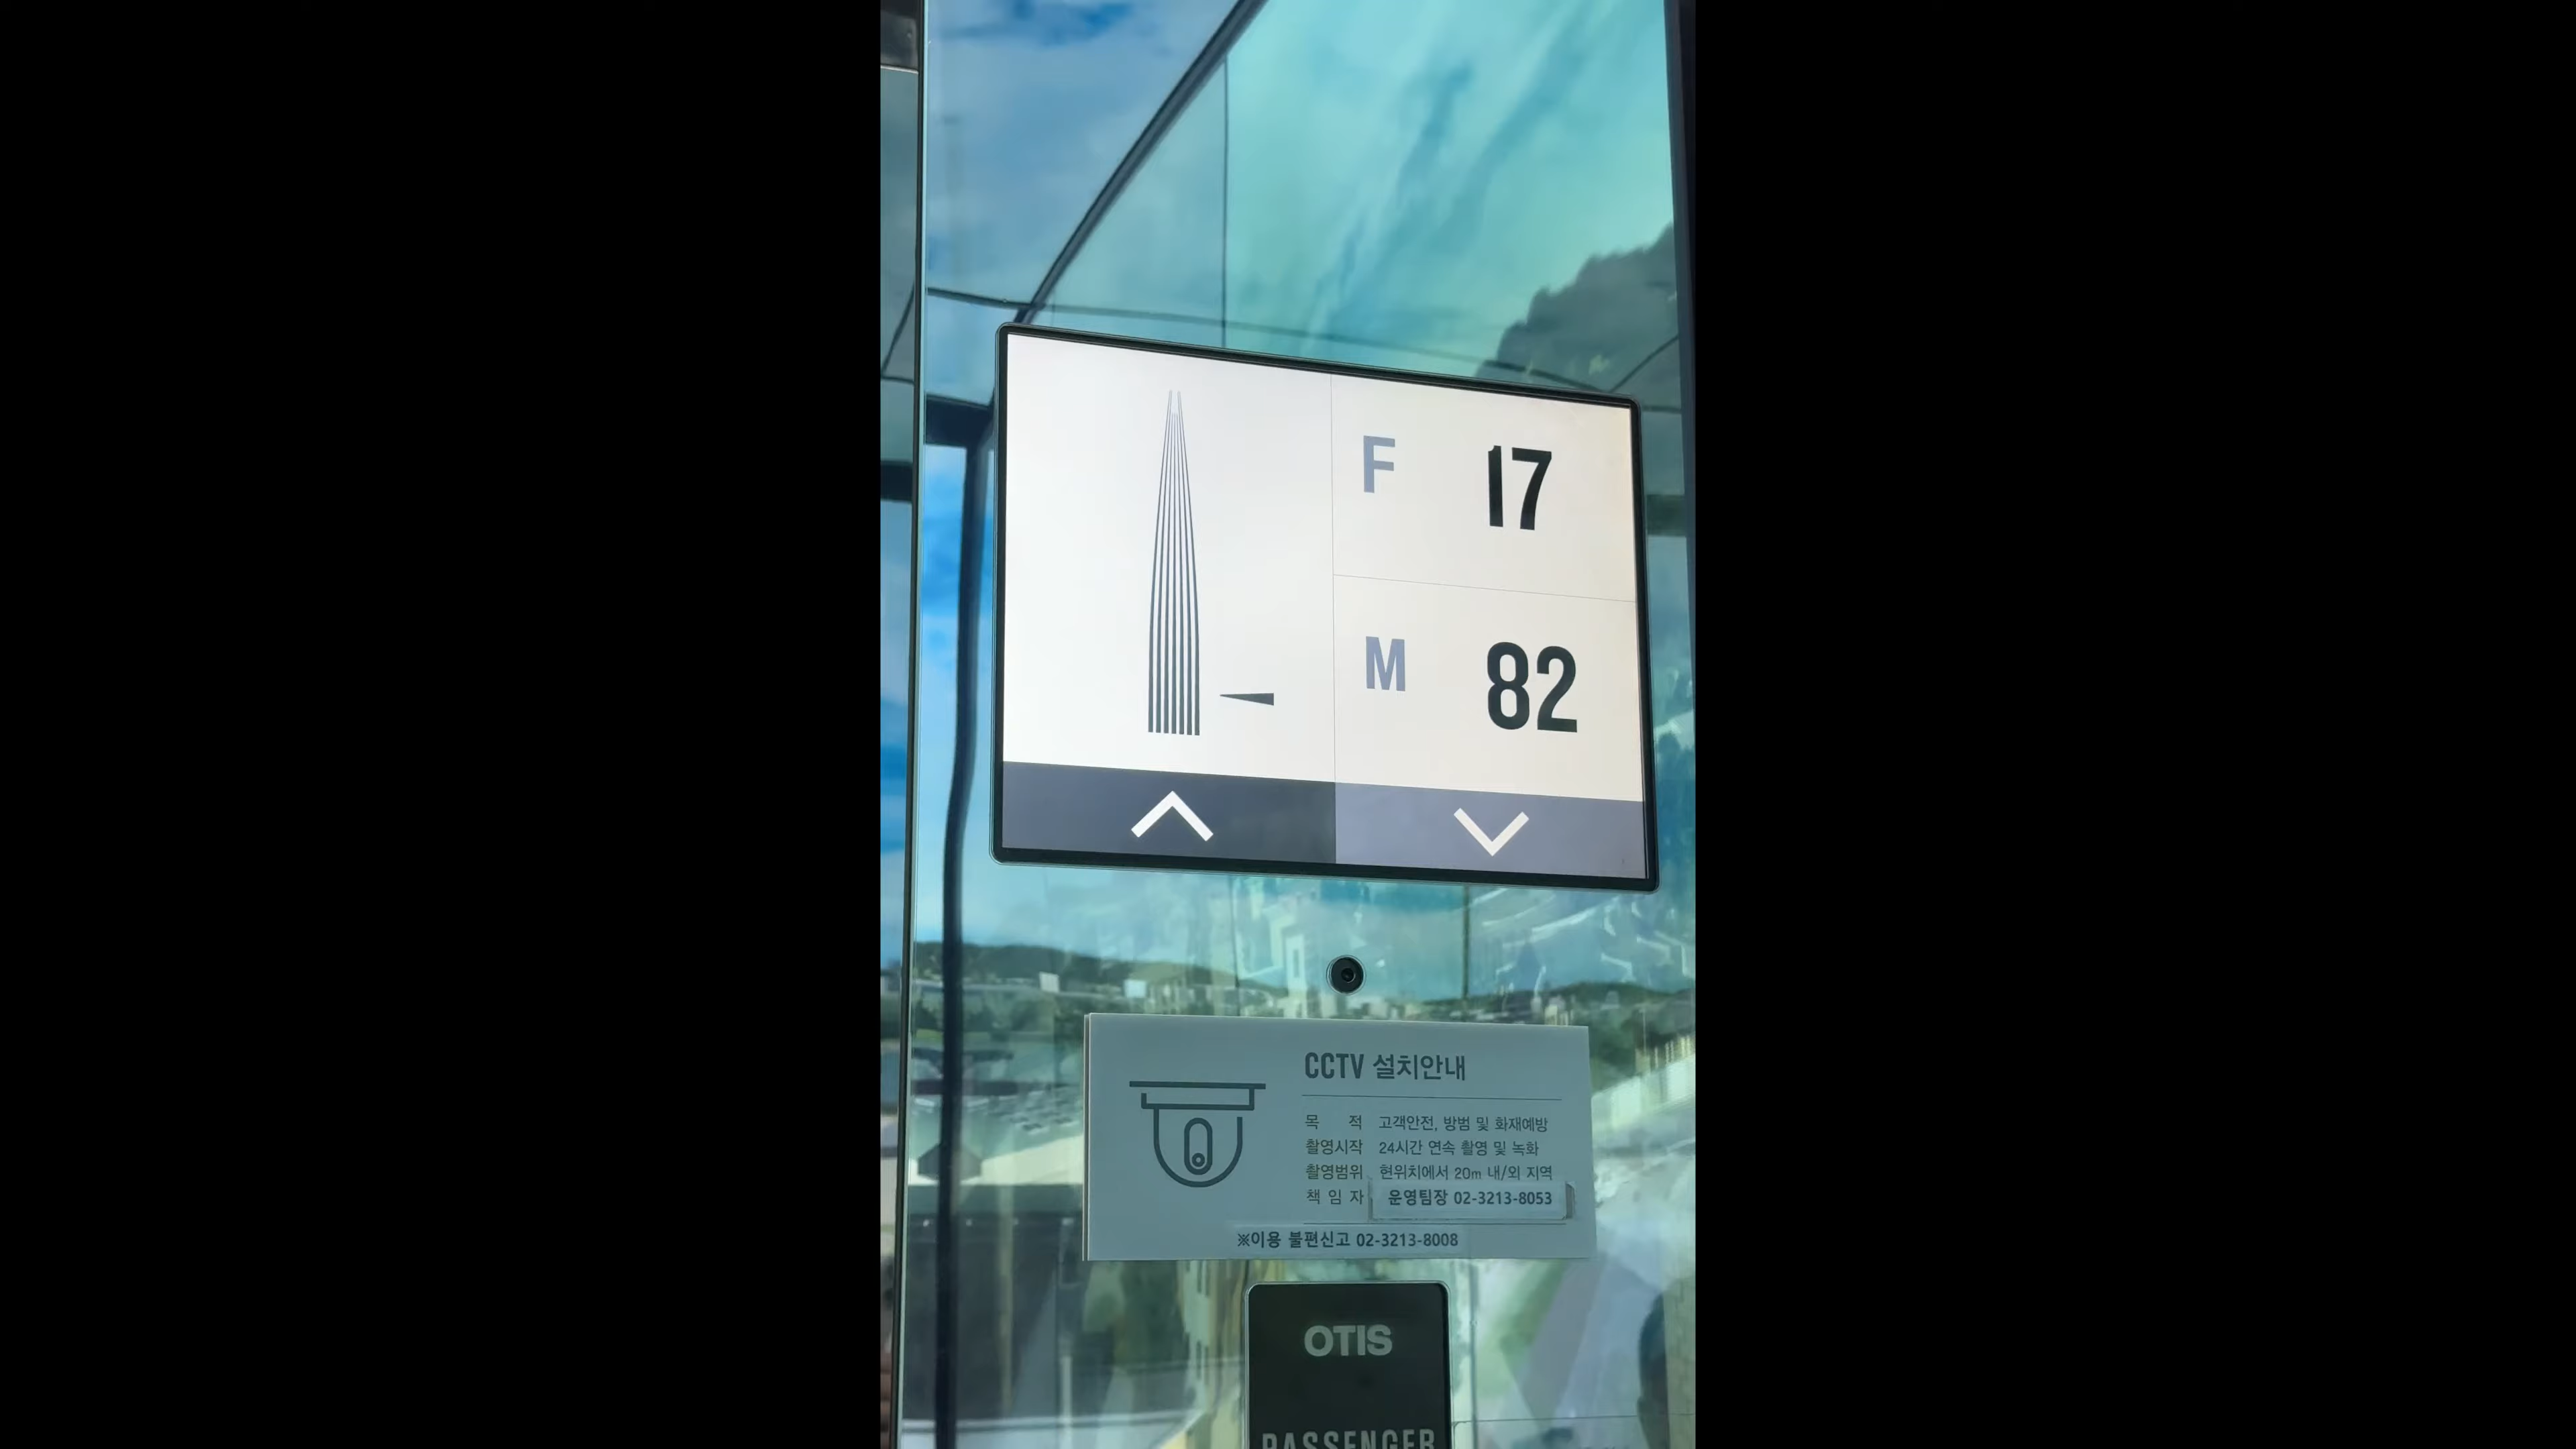 F 17
M 82
CCTV 설치안내
목 적 고객안전, 방범 및 화재예방
촬영시작 24시간 연속 촬영 및 녹화
촬영범위 현위치에서 20m 내/외 지역
책 임 자 운영팀장 02-3213-8053
※이용 불편신고 02-3213-8008
OTIS
PASSENGER